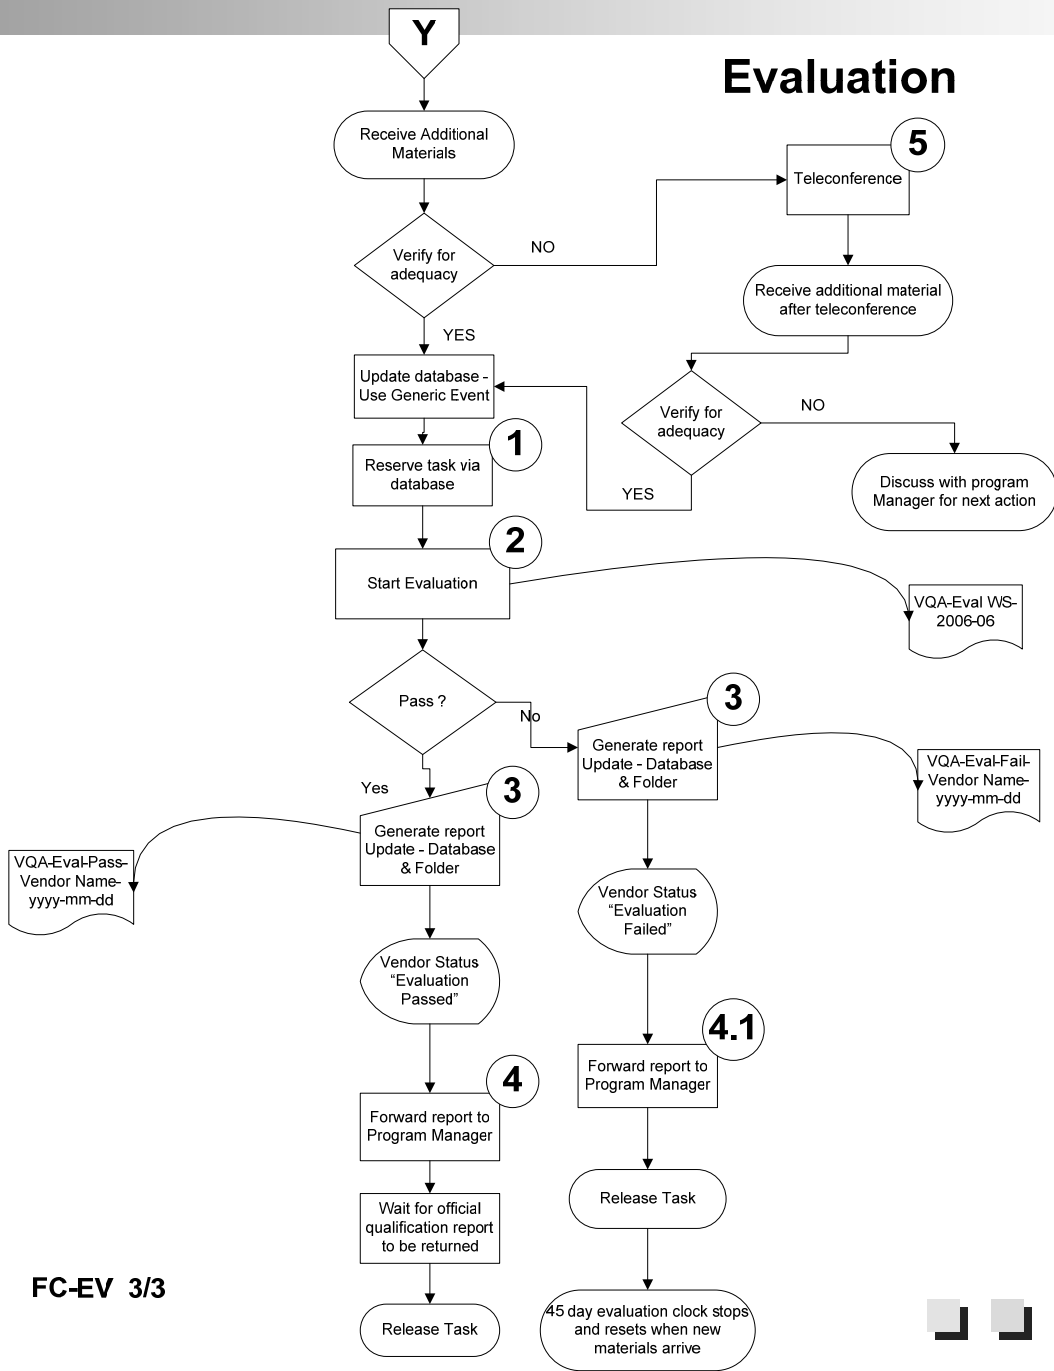 Y
Evaluation
Receive Additional
Materials
5
Teleconference
Verify for
adequacy
NO
Receive additional material
after teleconference
YES
Update database -
Use Generic Event
Verify for
adequacy
NO
1
Reserve task via
database
YES
Discuss with program
Manager for next action
2
Start Evaluation
VQA-Eval WS-
2006-06
Pass ?
No
3
Generate report
Update - Database
& Folder
VQA-Eval-Fail-
Vendor Name-
yyyy-mm-dd
Yes
3
Generate report
Update - Database
& Folder
VQA-Eval-Pass-
Vendor Name-
yyyy-mm-dd
Vendor Status
“Evaluation
Failed”
Vendor Status
“Evaluation
Passed”
4.1
Forward report to
Program Manager
4
Forward report to
Program Manager
Release Task
Wait for official
qualification report
to be returned
FC-EV 3/3
Release Task
45 day evaluation clock stops
and resets when new
materials arrive